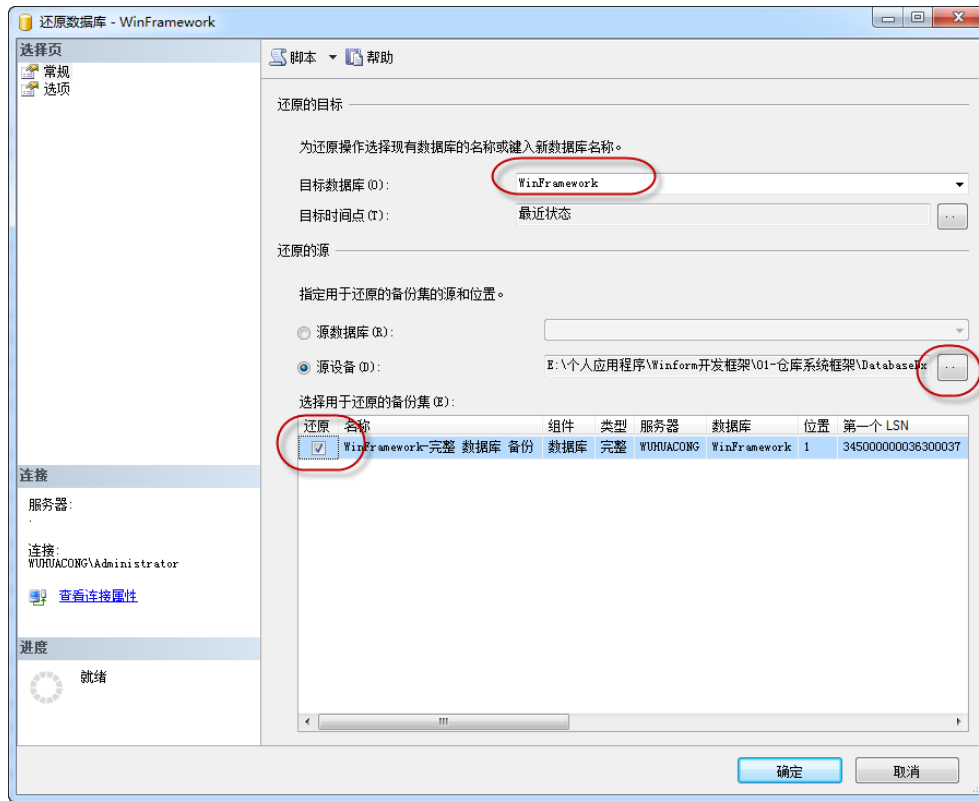 还原数据库 - WinFramework
选择页
常规
选项
脚本 帮助
还原的目标
为还原操作选择现有数据库的名称或键入新数据库名称。
目标数据库(O): WinFramework
目标时间点(T): 最近状态
还原的源
指定用于还原的备份集的源和位置。
源数据库(R):
源设备(D): E:\个人应用程序\Winform开发框架\01-仓库系统框架\DatabaseDx
选择用于还原的备份集(E):
还原 名称 组件 类型 服务器 数据库 位置 第一个 LSN
WinFramework-完整 数据库 备份 数据库 完整 WUHUACONG WinFramework 1 345000000036300037
连接
服务器:
.
连接:
WUHUACONG\Administrator
查看连接属性
进度
就绪
确定 取消